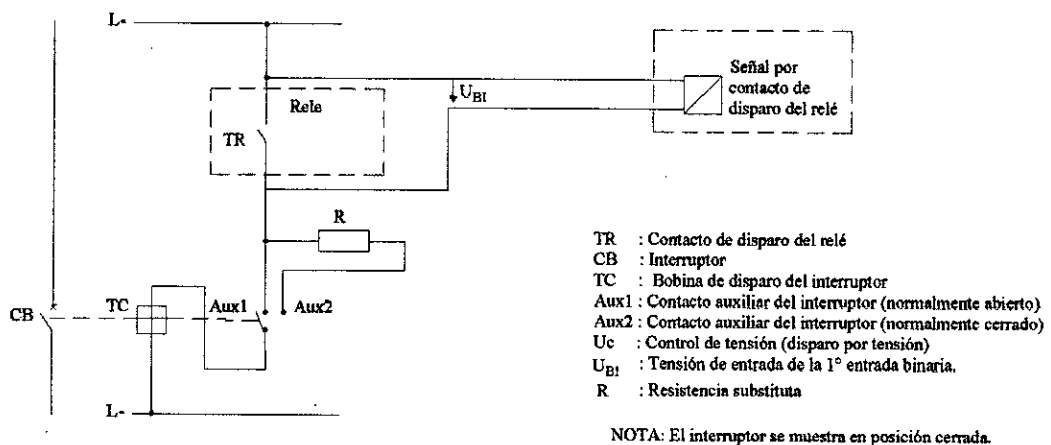 L-
Rele
TR
U_BI
Señal por
contacto de
disparo del relé
R
CB
TC
Aux1
Aux2
L-
TR : Contacto de disparo del relé
CB : Interruptor
TC : Bobina de disparo del interruptor
Aux1 : Contacto auxiliar del interruptor (normalmente abierto)
Aux2 : Contacto auxiliar del interruptor (normalmente cerrado)
Uc : Control de tensión (disparo por tensión)
U_BI : Tensión de entrada de la 1° entrada binaria.
R : Resistencia substituta
NOTA: El interruptor se muestra en posición cerrada.